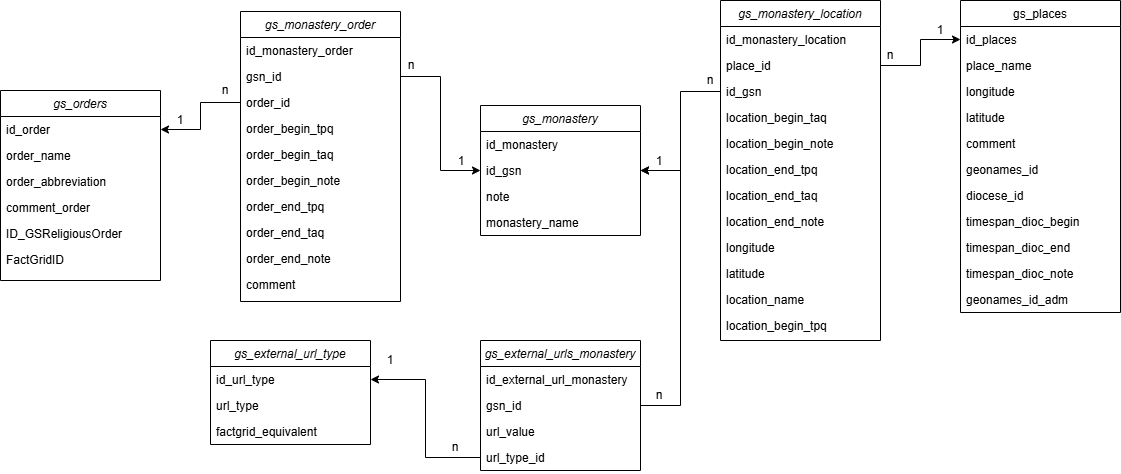 gs_orders
id_order
order_name
order_abbreviation
comment_order
ID_GSReligiousOrder
FactGridID
1
n
gs_monastery_order
id_monastery_order
gsn_id
order_id
order_begin_tpq
order_begin_taq
order_begin_note
order_end_tpq
order_end_taq
order_end_note
comment
n
1
gs_monastery
id_monastery
id_gsn
note
monastery_name
1
n
gs_monastery_location
id_monastery_location
place_id
id_gsn
location_begin_taq
location_begin_note
location_end_tpq
location_end_taq
location_end_note
longitude
latitude
location_name
location_begin_tpq
n
1
gs_places
id_places
place_name
longitude
latitude
comment
geonames_id
diocese_id
timespan_dioc_begin
timespan_dioc_end
timespan_dioc_note
geonames_id_adm
gs_external_url_type
id_url_type
url_type
factgrid_equivalent
1
n
gs_external_urls_monastery
id_external_url_monastery
gsn_id
url_value
url_type_id
n